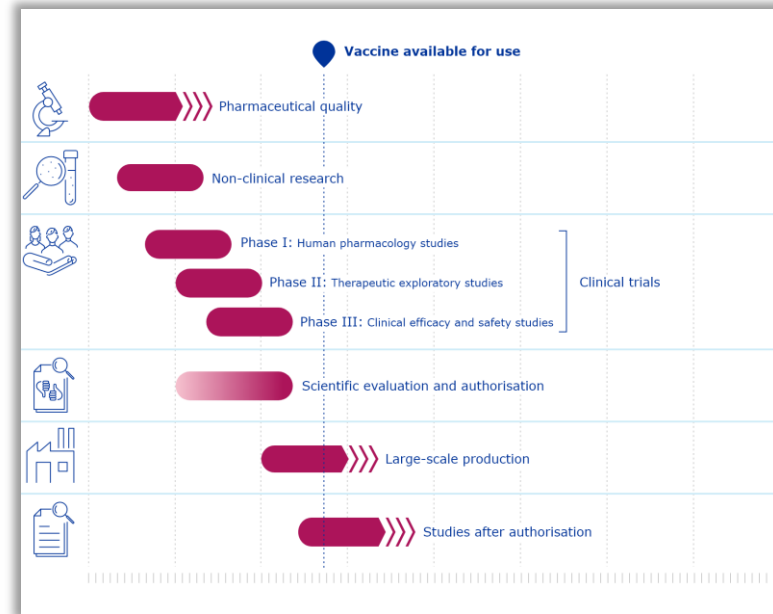 Vaccine available for use
Pharmaceutical quality
Non-clinical research
Phase I: Human pharmacology studies
Phase II: Therapeutic exploratory studies
Clinical trials
Phase III: Clinical efficacy and safety studies
Scientific evaluation and authorisation
Large-scale production
Studies after authorisation